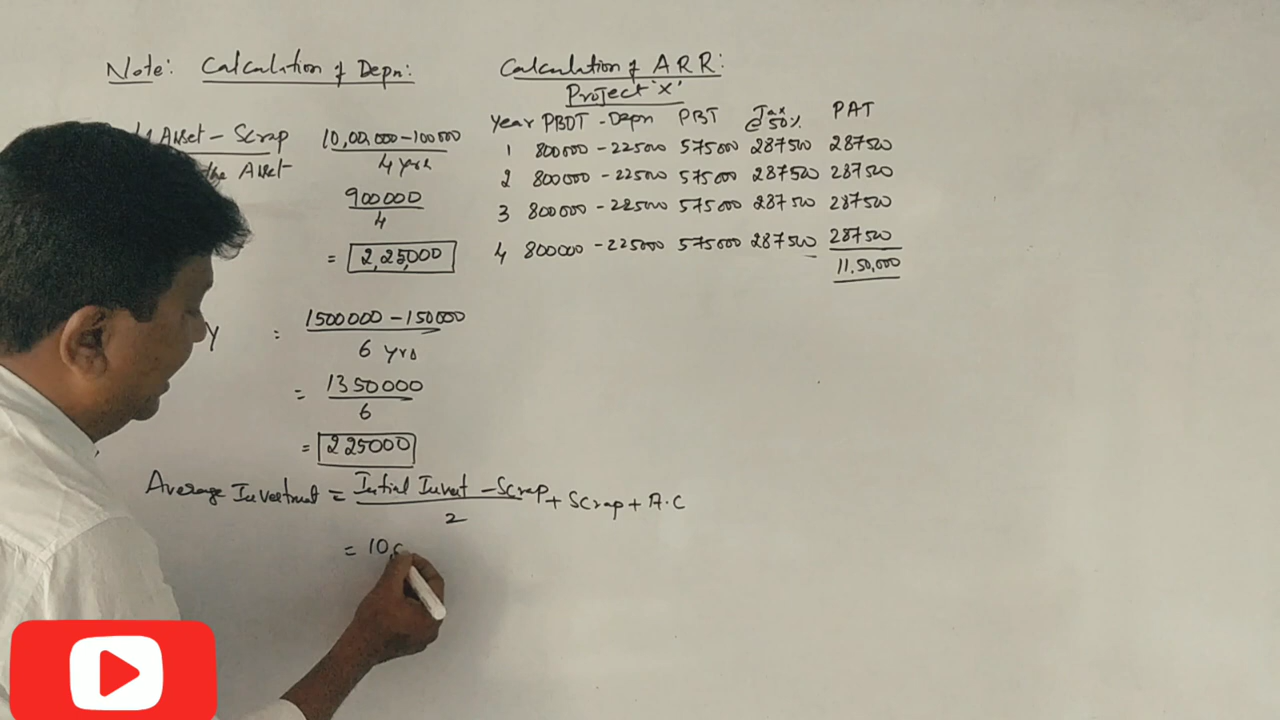 Note: Calculation of Depn:
Asset - Scrap
the Asset
10,00,000 - 100000
4 yrs
900000
4
= 2,25,000
Y = 1500000 - 150000
6 yrs
= 1350000
6
= 225000
Average Investment = Initial Invest - Scrap + Scrap + A.C
2
= 10,
Calculation of ARR:
Project 'X'
Year PBDT - Depn PBT Tax @ 50% PAT
1 800000 - 225000 575000 287500 287500
2 800000 - 225000 575000 287500 287500
3 800000 - 225000 575000 287500 287500
4 800000 - 225000 575000 287500 287500
11,50,000